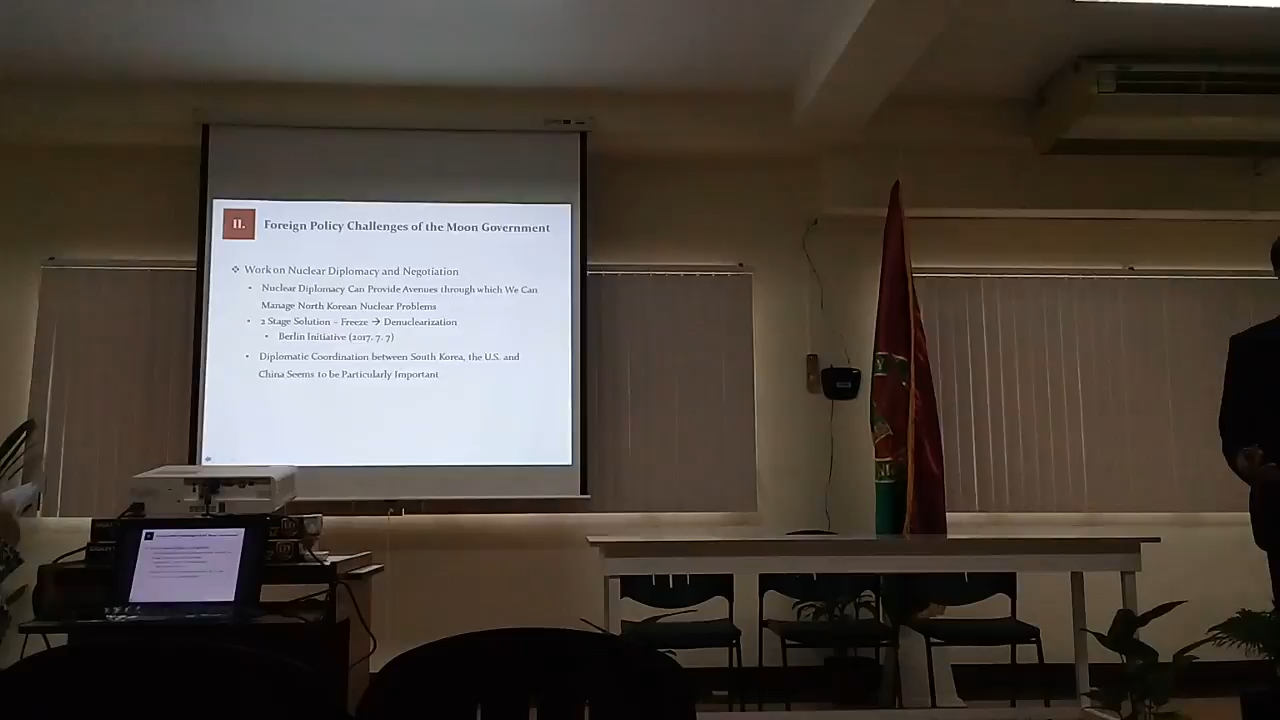 II. Foreign Policy Challenges of the Moon Government
❖ Work on Nuclear Diplomacy and Negotiation
• Nuclear Diplomacy Can Provide Avenues through which We Can
Manage North Korean Nuclear Problems
• 2 Stage Solution – Freeze → Denuclearization
• Berlin Initiative (2017. 7. 7)
• Diplomatic Coordination between South Korea, the U.S. and
China Seems to be Particularly Important